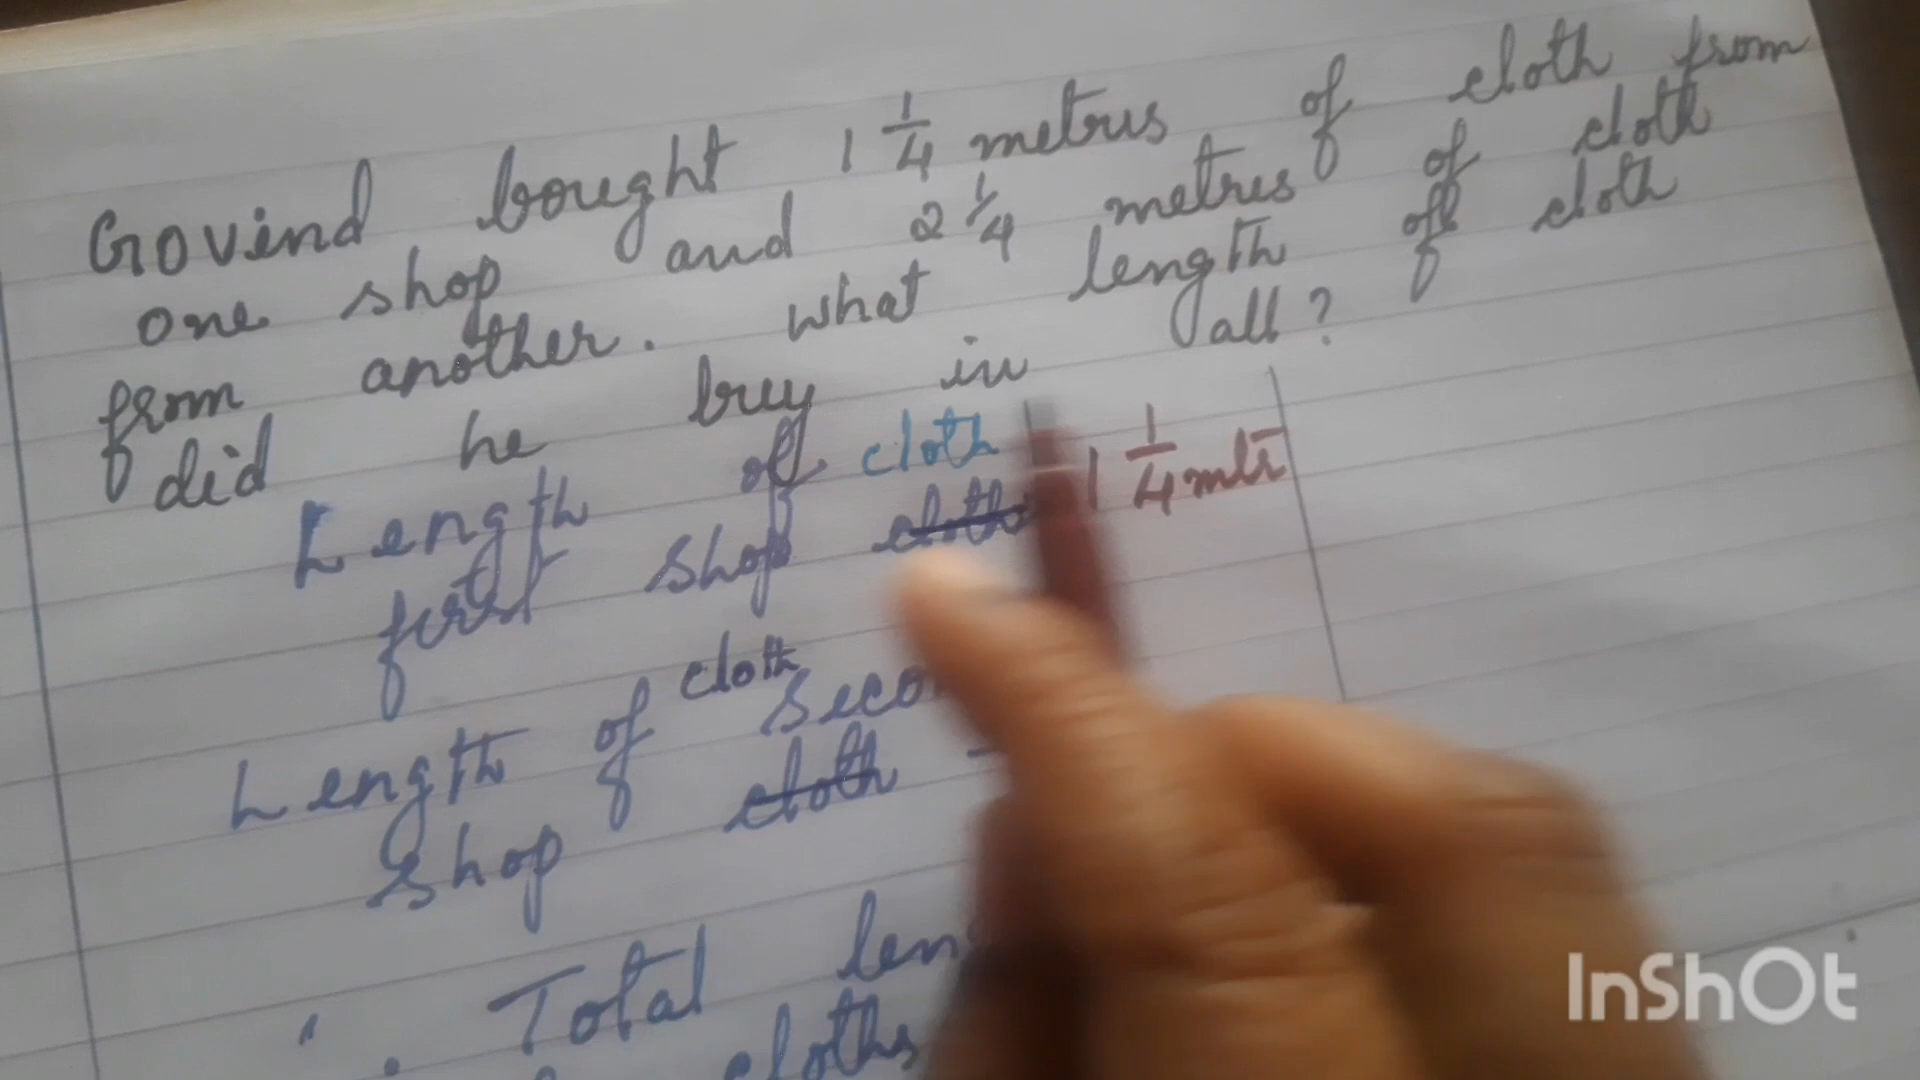 Govind bought 1 1/4 metres of cloth from
one shop and 2 1/4 metres of cloth
from another. what length of cloth
did he buy in all?
Length of cloth
first shop cloth 1 1/4 mtr
Length of cloth
shop cloth -
∴ Total
cloths
InShOt